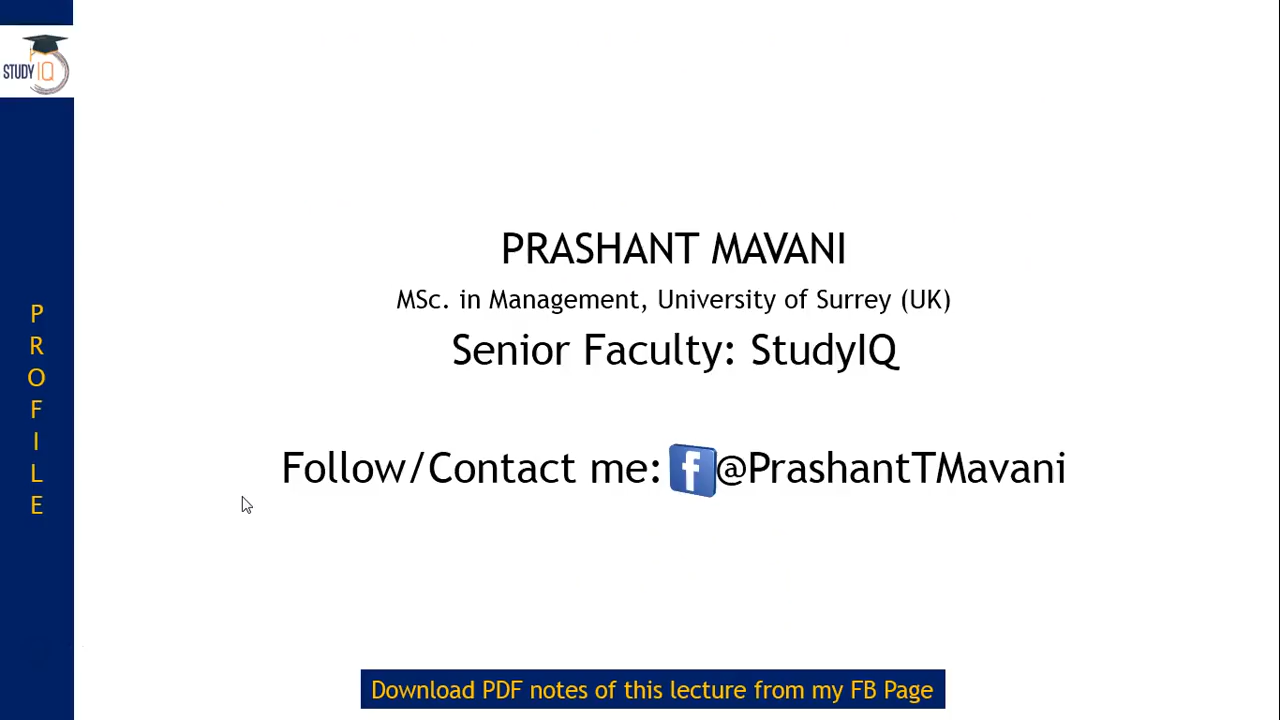 STUDY IQ
PROFILE
PRASHANT MAVANI
MSc. in Management, University of Surrey (UK)
Senior Faculty: StudyIQ
Follow/Contact me: f @PrashantTMavani
Download PDF notes of this lecture from my FB Page